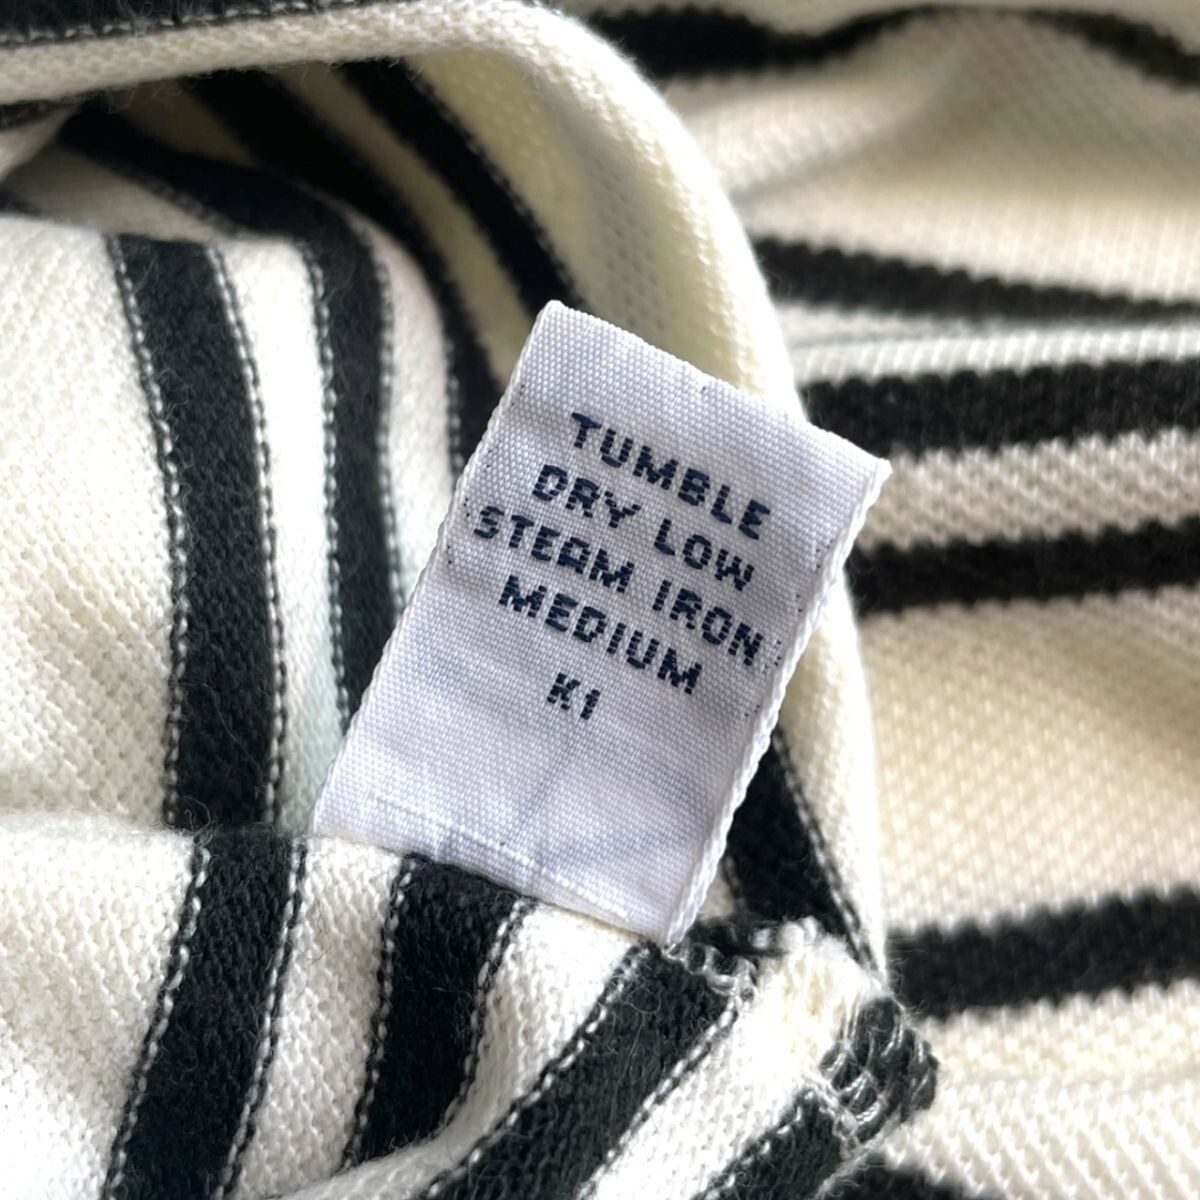 TUMBLE
DRY LOW
STEAM IRON
MEDIUM
K1